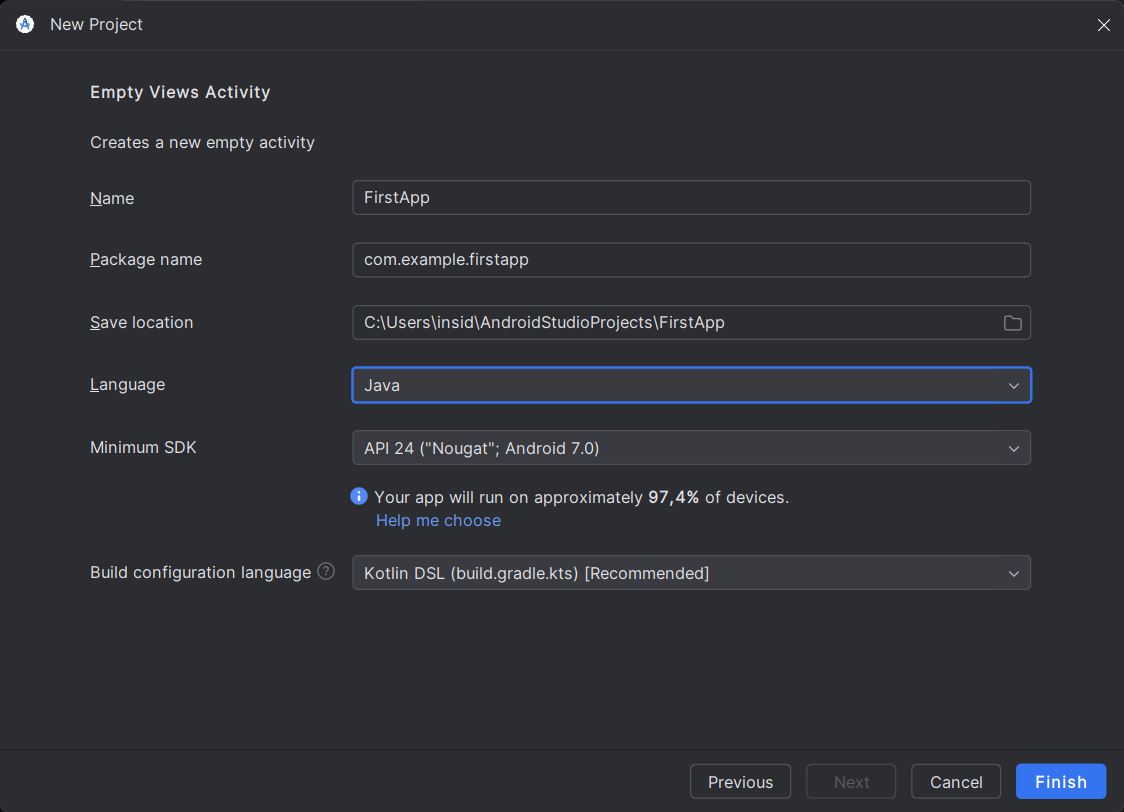 New Project
Empty Views Activity
Creates a new empty activity
Name FirstApp
Package name com.example.firstapp
Save location C:\Users\insid\AndroidStudioProjects\FirstApp
Language Java
Minimum SDK API 24 ("Nougat"; Android 7.0)
Your app will run on approximately 97,4% of devices.
Help me choose
Build configuration language ? Kotlin DSL (build.gradle.kts) [Recommended]
Previous Next Cancel Finish